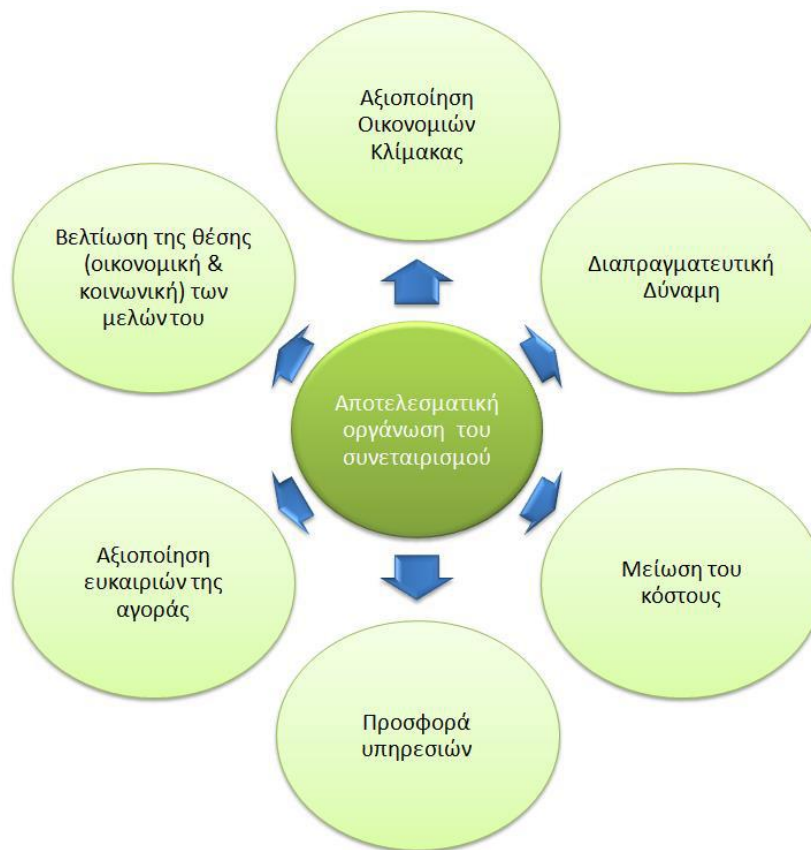 Αξιοποίηση
Οικονομιών
Κλίμακας
Διαπραγματευτική
Δύναμη
Μείωση του
κόστους
Προσφορά
υπηρεσιών
Αξιοποίηση
ευκαιριών της
αγοράς
Βελτίωση της θέσης
(οικονομική &
κοινωνική) των
μελών του
Αποτελεσματική
οργάνωση του
συνεταιρισμού